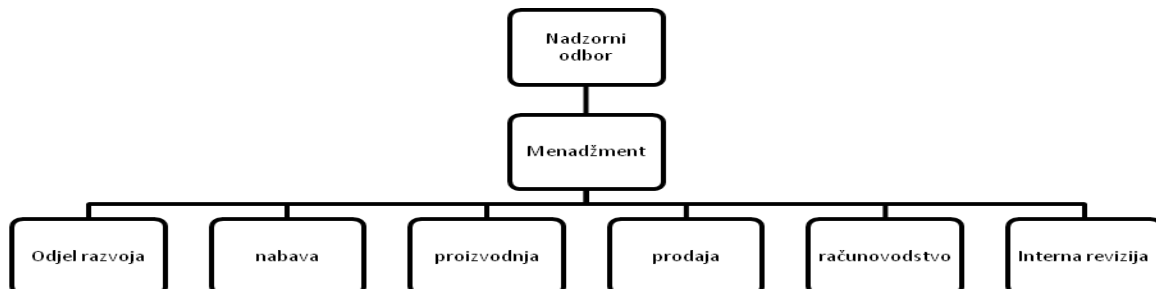 Nadzorni
odbor
Menadžment
Odjel razvoja
nabava
proizvodnja
prodaja
računovodstvo
Interna revizija